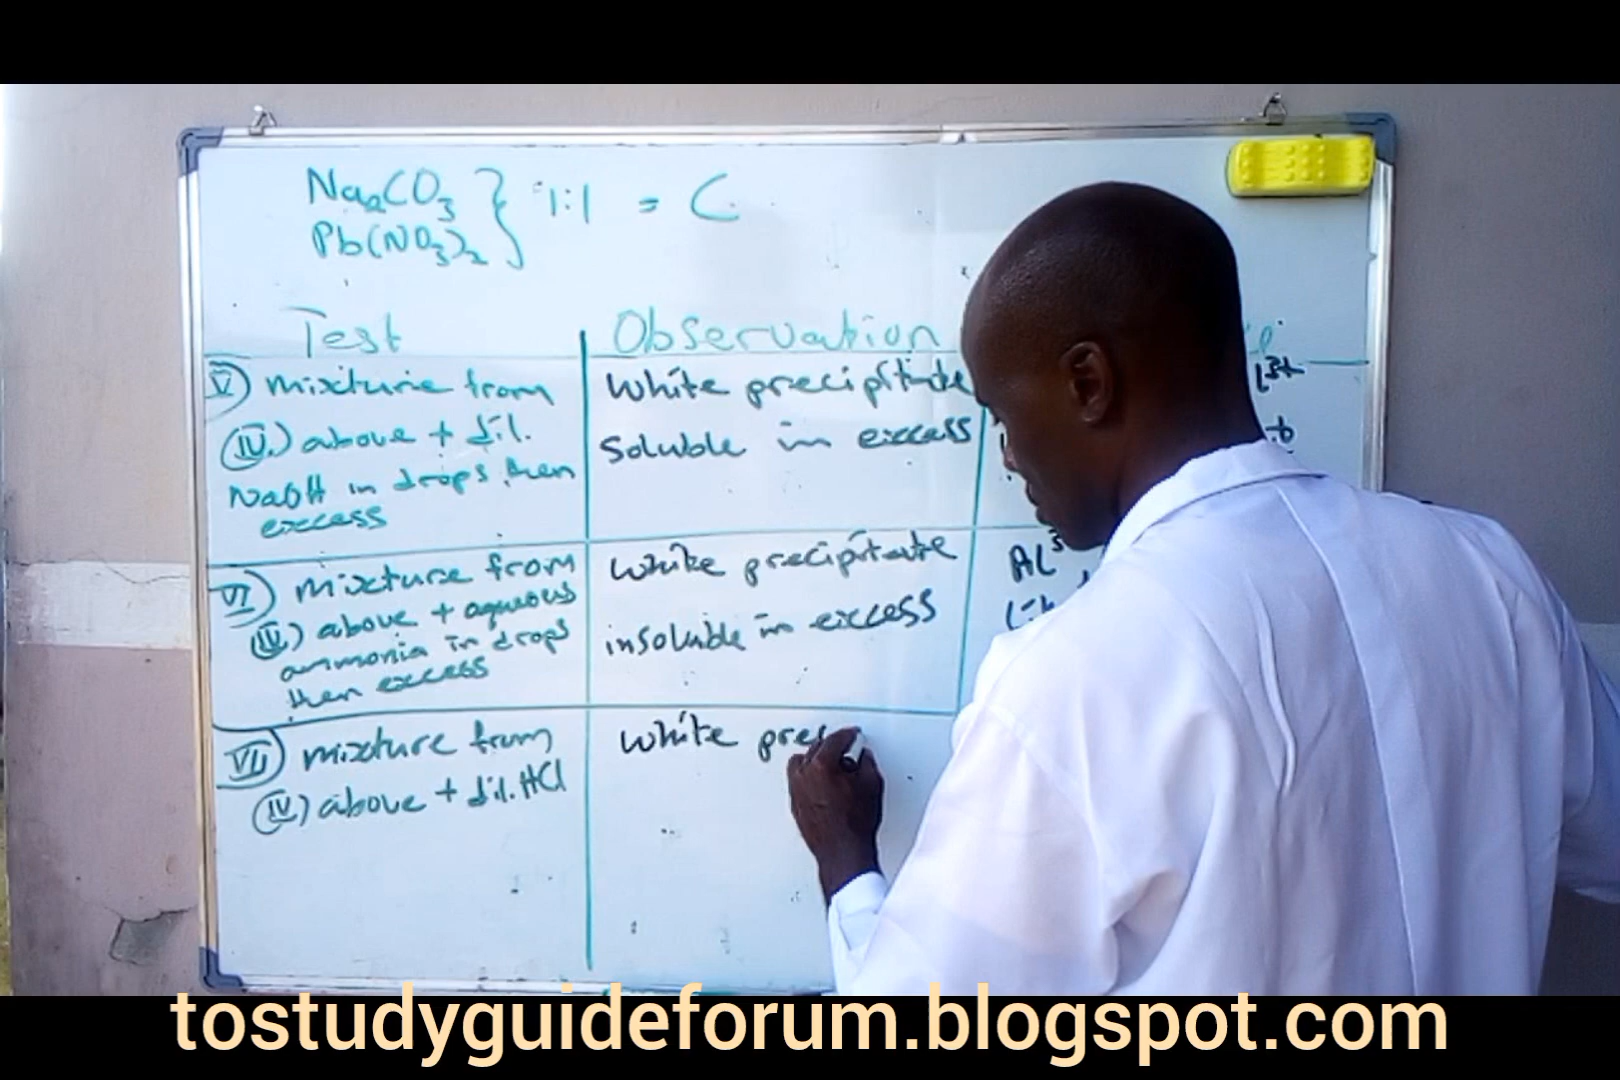 Na2CO3 } 1:1 = C
Pb(NO3)2
Test Observation
V) mixture from
(IV.) above + dil.
NaOH in drops then
excess
White precipitate
soluble in excess
VI) mixture from
(IV.) above + aqueous
ammonia in drops
then excess
White precipitate
insoluble in excess
Al3
VII) mixture from
(IV) above + dil. HCl
White prec
tostudyguideforum.blogspot.com